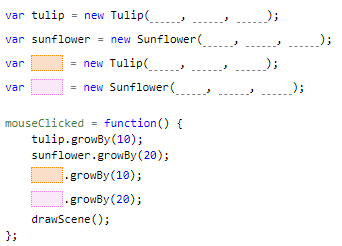 var tulip = new Tulip(_____, _____, _____);
var sunflower = new Sunflower(_____, _____, _____);
var = new Tulip(_____, _____, _____);
var = new Sunflower(_____, _____, _____);
mouseClicked = function() {
tulip.growBy(10);
sunflower.growBy(20);
.growBy(10);
.growBy(20);
drawScene();
};